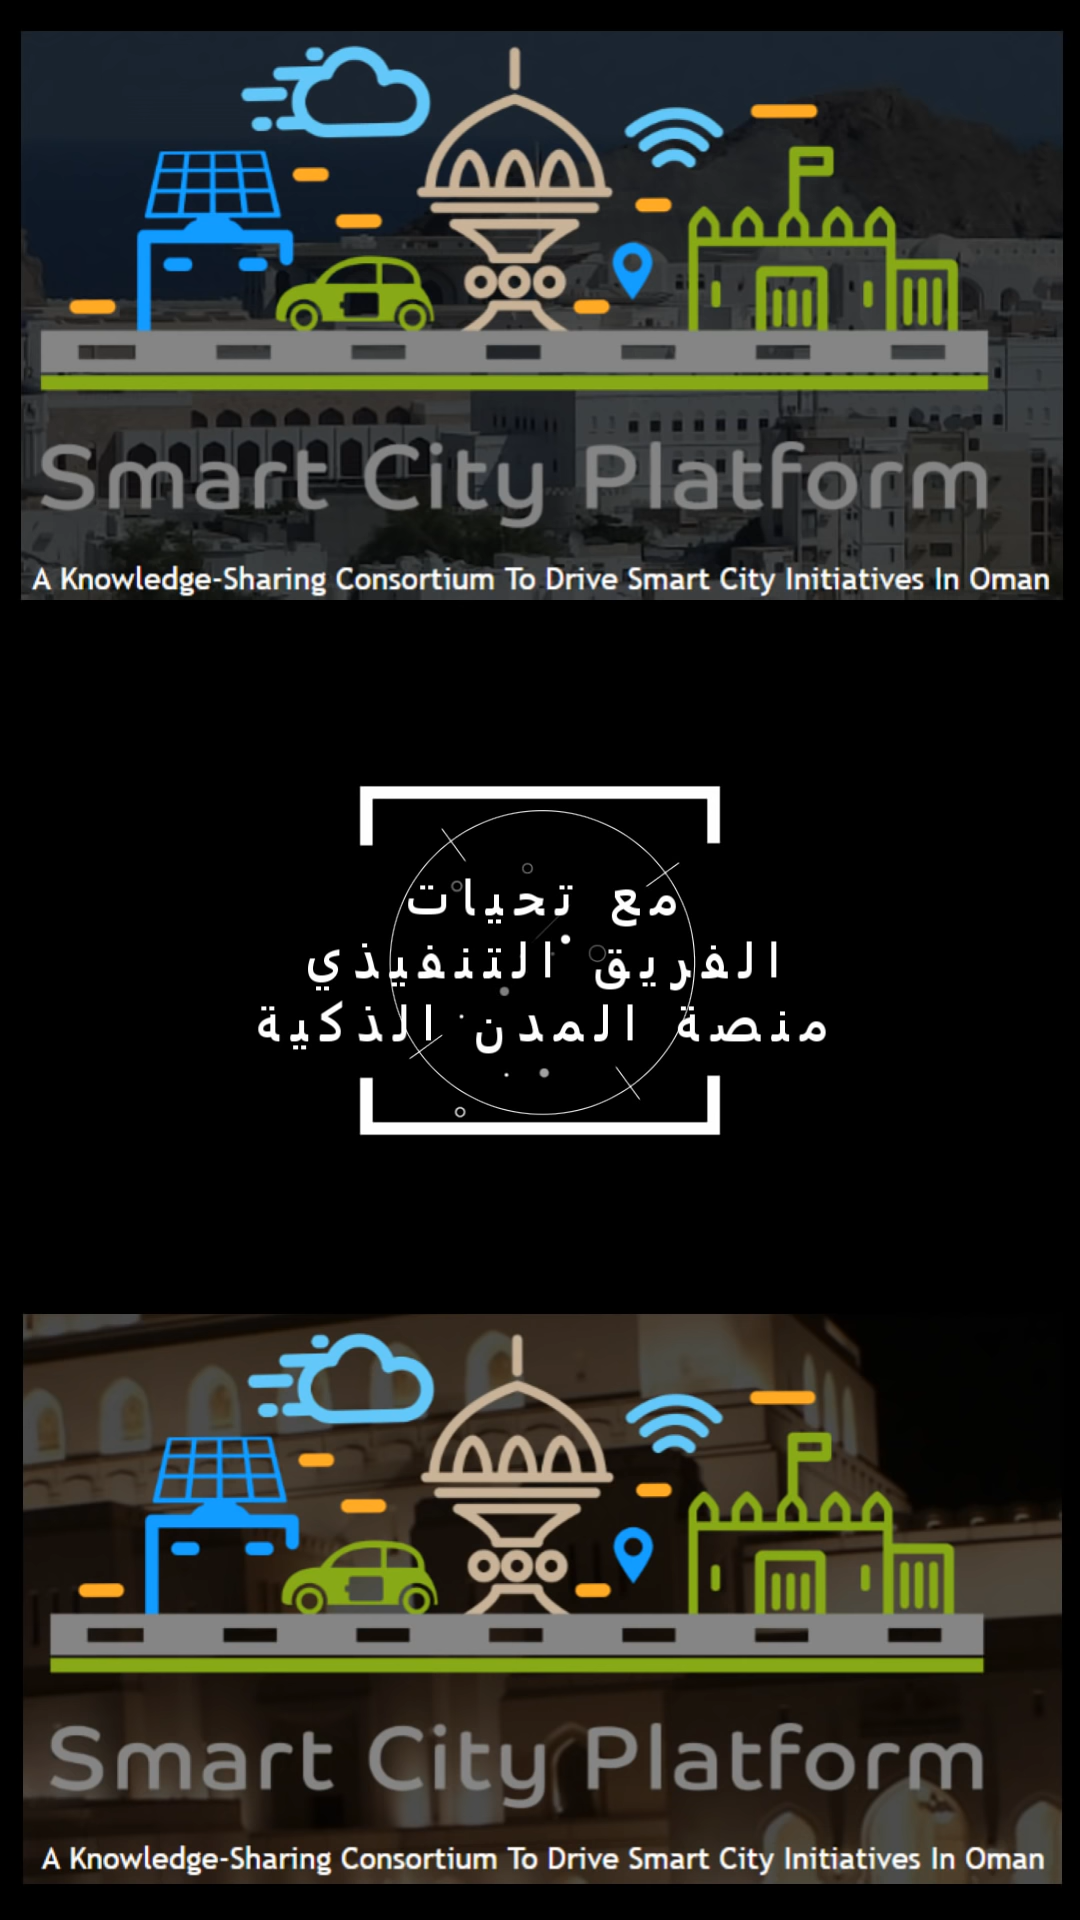 Smart City Platform
A Knowledge-Sharing Consortium To Drive Smart City Initiatives In Oman
مع تحيات
الفريق التنفيذي
منصة المدن الذكية
Smart City Platform
A Knowledge-Sharing Consortium To Drive Smart City Initiatives In Oman